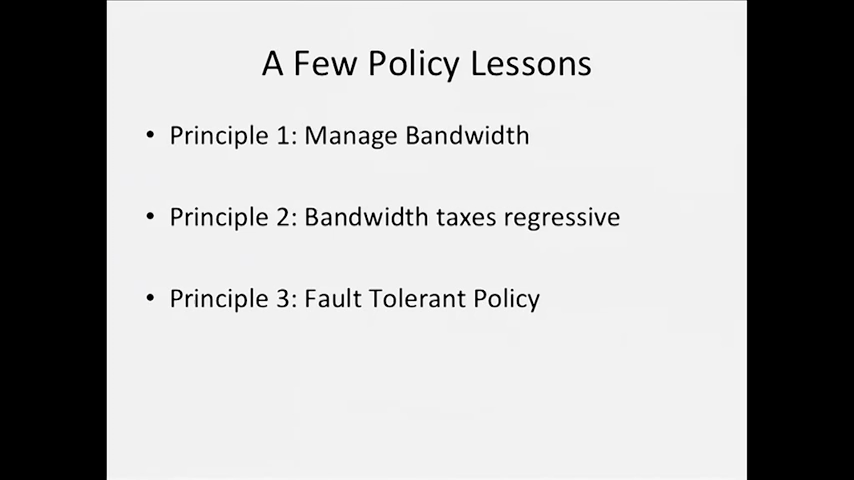 A Few Policy Lessons
• Principle 1: Manage Bandwidth
• Principle 2: Bandwidth taxes regressive
• Principle 3: Fault Tolerant Policy